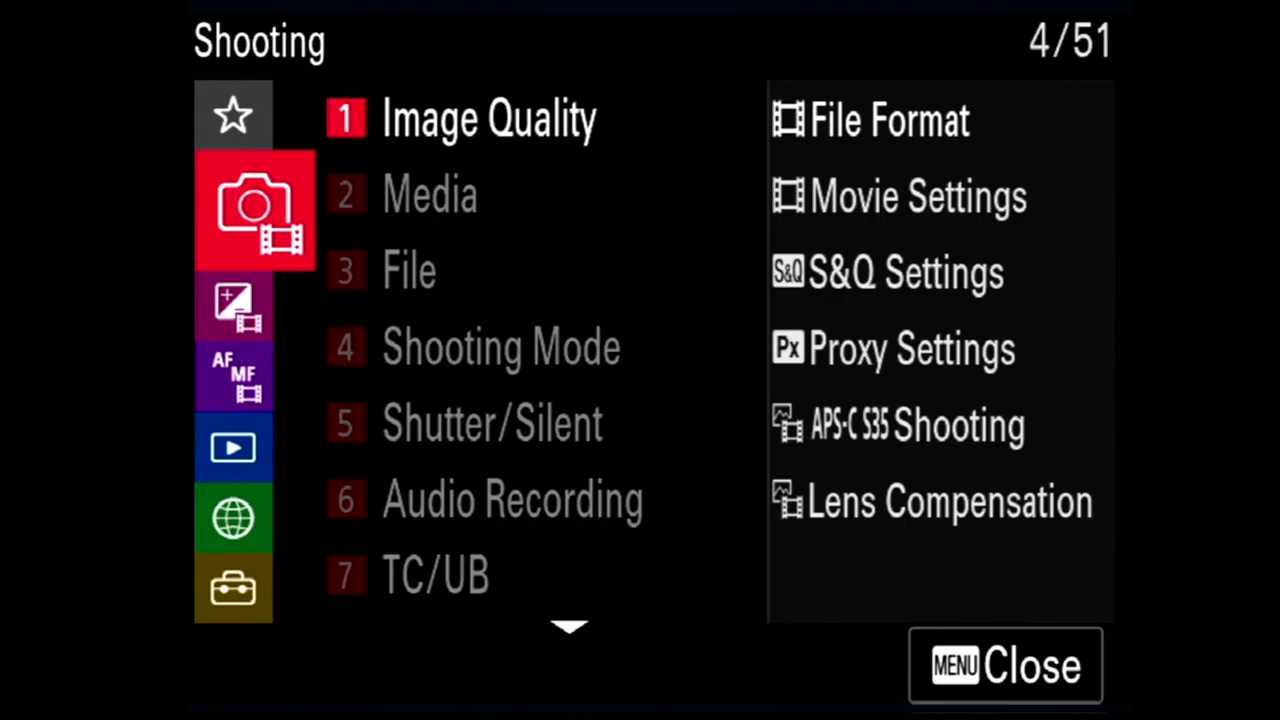 Shooting 4/51
1 Image Quality
2 Media
3 File
4 Shooting Mode
5 Shutter/Silent
6 Audio Recording
7 TC/UB
AF
MF
File Format
Movie Settings
S&Q S&Q Settings
Px Proxy Settings
APS-C S35 Shooting
Lens Compensation
MENU Close